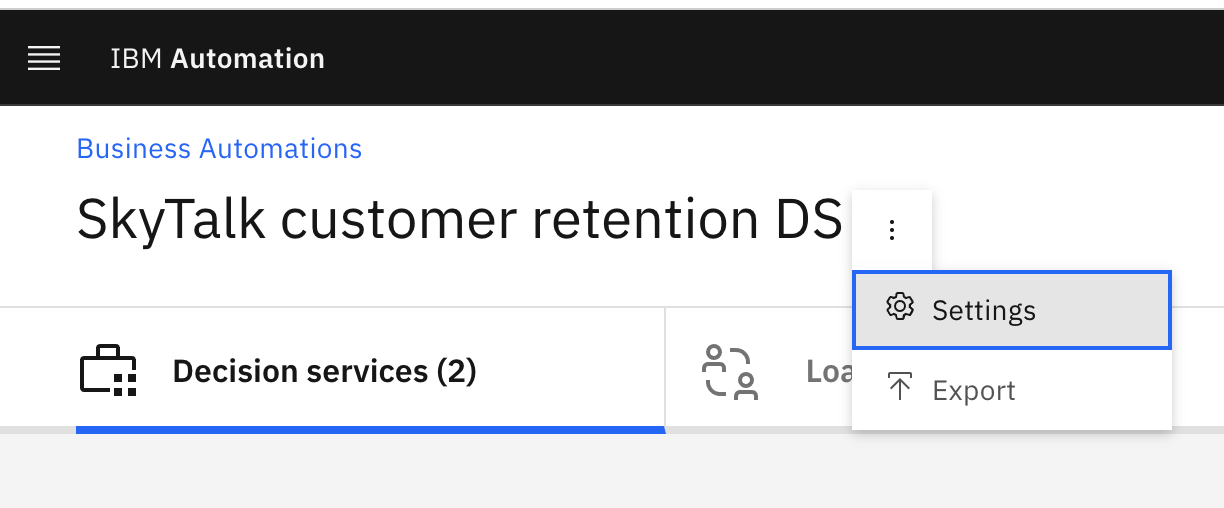 IBM Automation
Business Automations
SkyTalk customer retention DS
Settings
Decision services (2)
Export